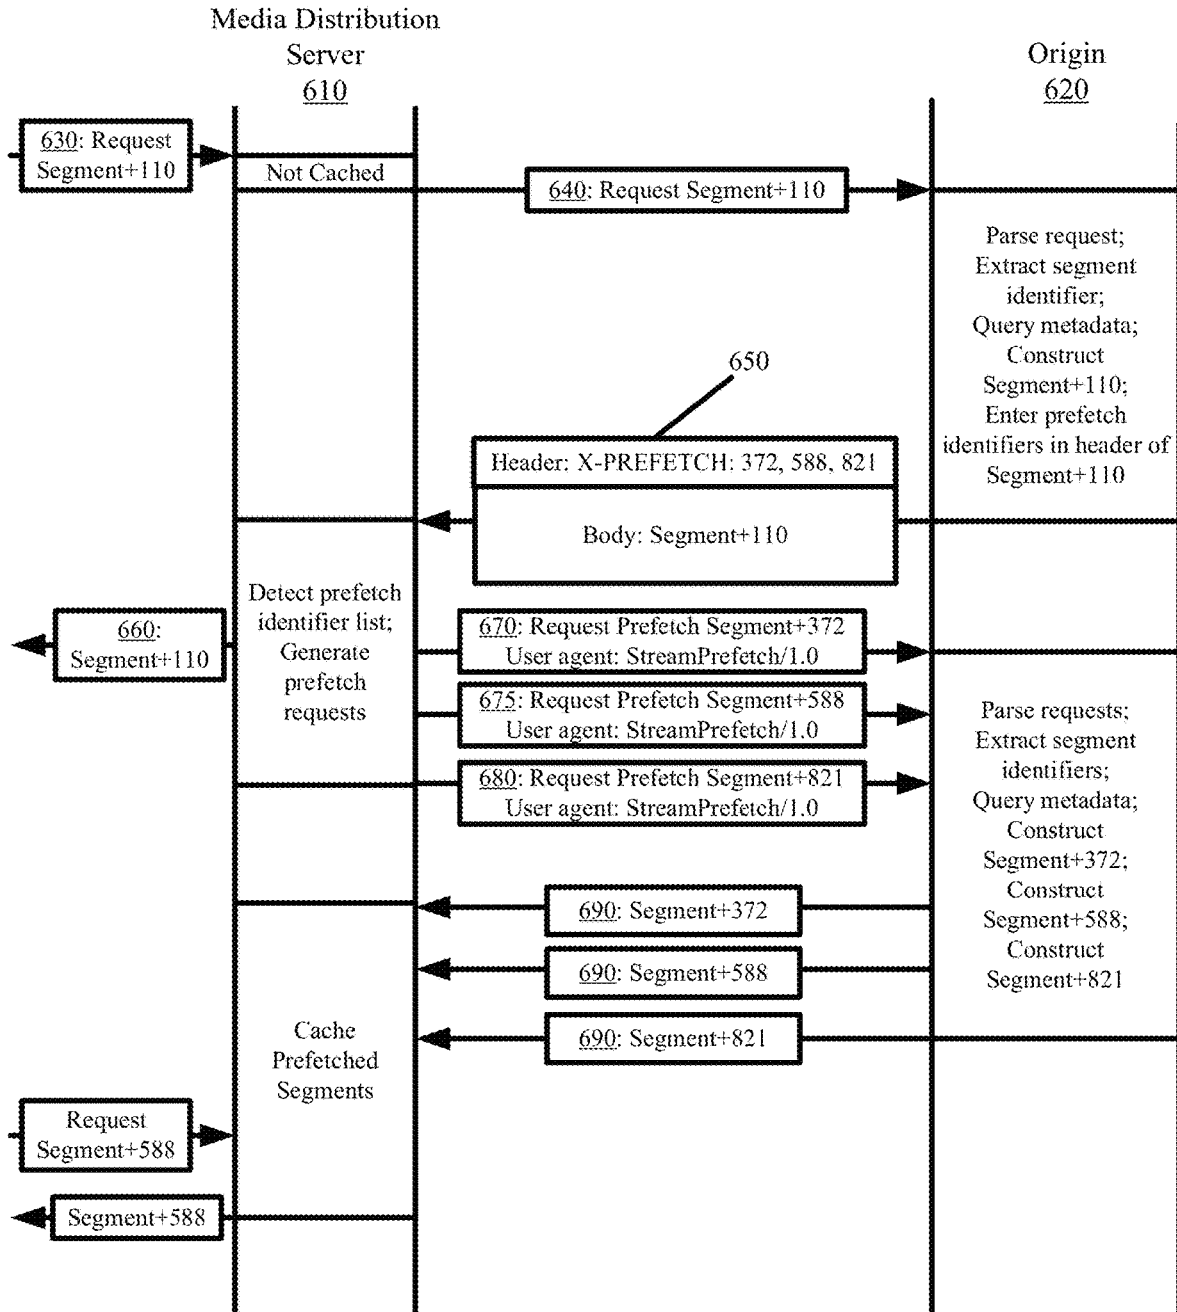 Media Distribution
Server
610
Origin
620
630: Request
Segment+110
Not Cached
640: Request Segment+110
Parse request;
Extract segment
identifier;
Query metadata;
Construct
Segment+110;
Enter prefetch
identifiers in header of
Segment+110
650
Header: X-PREFETCH: 372, 588, 821
Body: Segment+110
Detect prefetch
identifier list;
Generate
prefetch
requests
660:
Segment+110
670: Request Prefetch Segment+372
User agent: StreamPrefetch/1.0
675: Request Prefetch Segment+588
User agent: StreamPrefetch/1.0
680: Request Prefetch Segment+821
User agent: StreamPrefetch/1.0
Parse requests;
Extract segment
identifiers;
Query metadata;
Construct
Segment+372;
Construct
Segment+588;
Construct
Segment+821
690: Segment+372
690: Segment+588
690: Segment+821
Cache
Prefetched
Segments
Request
Segment+588
Segment+588